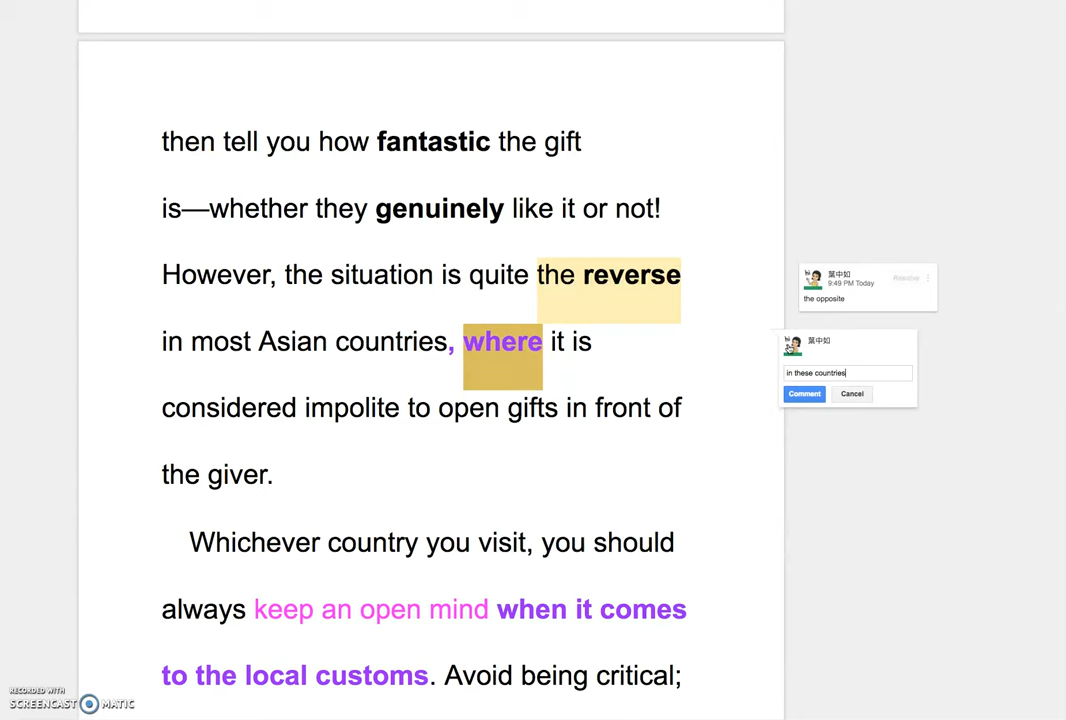 then tell you how fantastic the gift
is—whether they genuinely like it or not!
However, the situation is quite the reverse
in most Asian countries, where it is
considered impolite to open gifts in front of
the giver.
Whichever country you visit, you should
always keep an open mind when it comes
to the local customs. Avoid being critical;
葉中如
9:49 PM Today
Resolve
the opposite
葉中如
in these countries
Comment
Cancel
RECORDED WITH
SCREENCAST MATIC